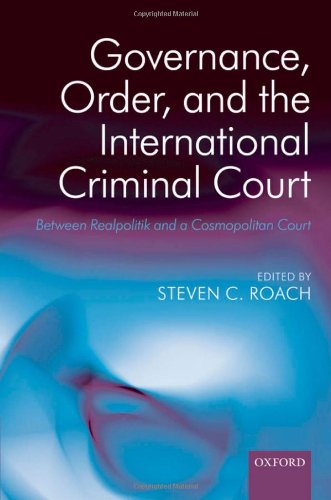 Governance,
Order, and the
International
Criminal Court
Between Realpolitik and a Cosmopolitan Court
EDITED BY
STEVEN C. ROACH
OXFORD